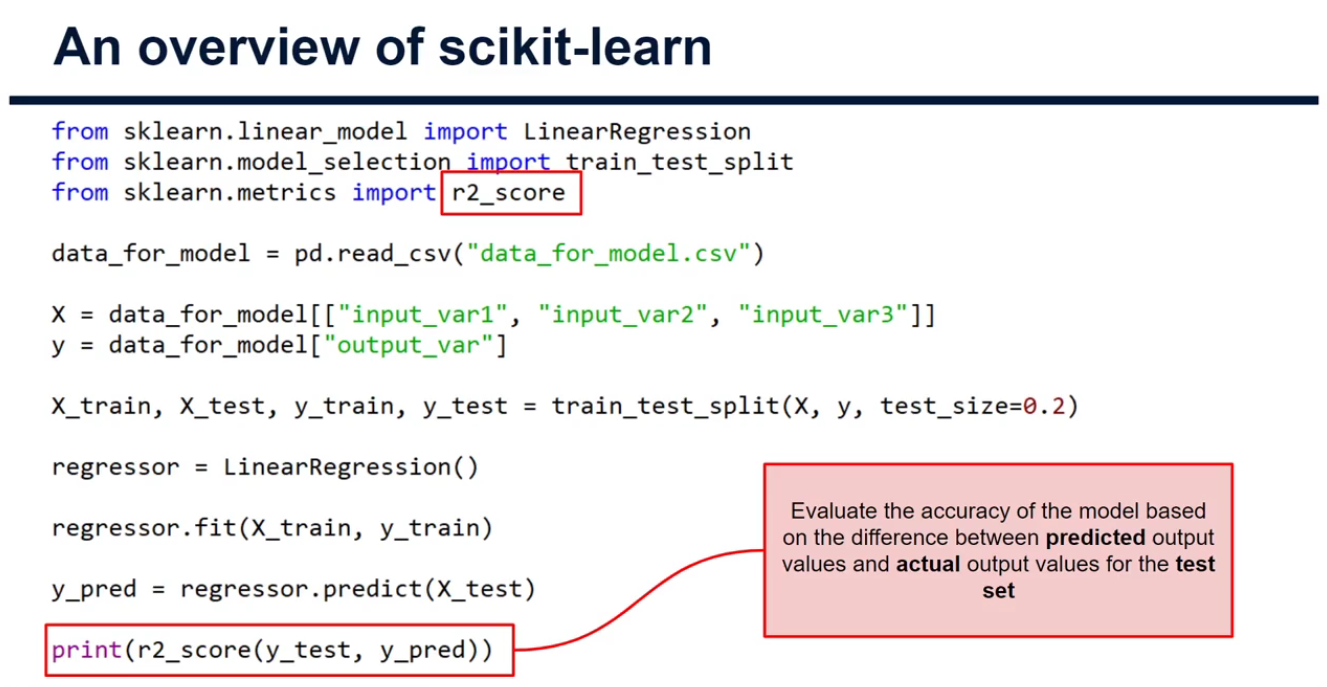 An overview of scikit-learn
from sklearn.linear_model import LinearRegression
from sklearn.model_selection import train_test_split
from sklearn.metrics import r2_score
data_for_model = pd.read_csv("data_for_model.csv")
X = data_for_model[["input_var1", "input_var2", "input_var3"]]
y = data_for_model["output_var"]
X_train, X_test, y_train, y_test = train_test_split(X, y, test_size=0.2)
regressor = LinearRegression()
regressor.fit(X_train, y_train)
y_pred = regressor.predict(X_test)
print(r2_score(y_test, y_pred))
Evaluate the accuracy of the model based
on the difference between predicted output
values and actual output values for the test
set